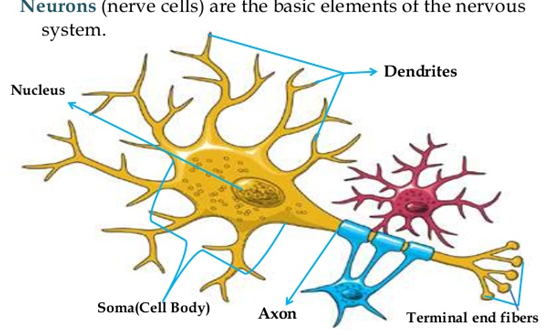 Neurons (nerve cells) are the basic elements of the nervous
system.
Dendrites
Nucleus
Soma(Cell Body)
Axon
Terminal end fibers